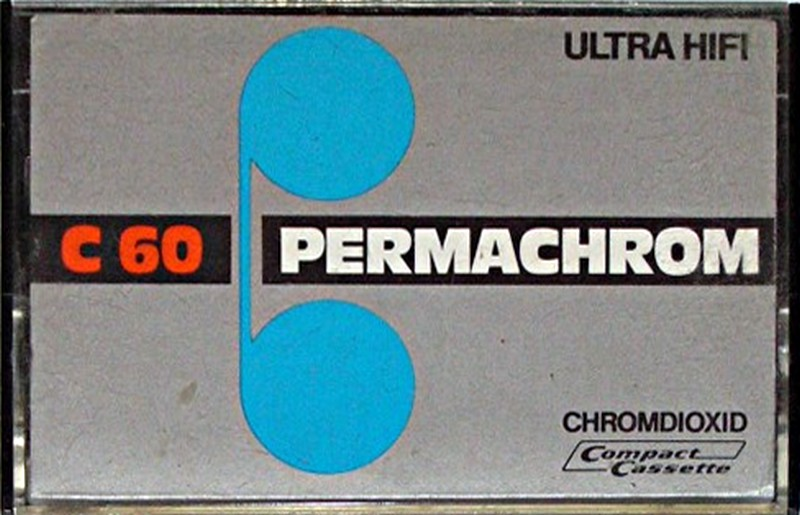 ULTRA HIFI
C 60 PERMACHROM
CHROMDIOXID
Compact
Cassette